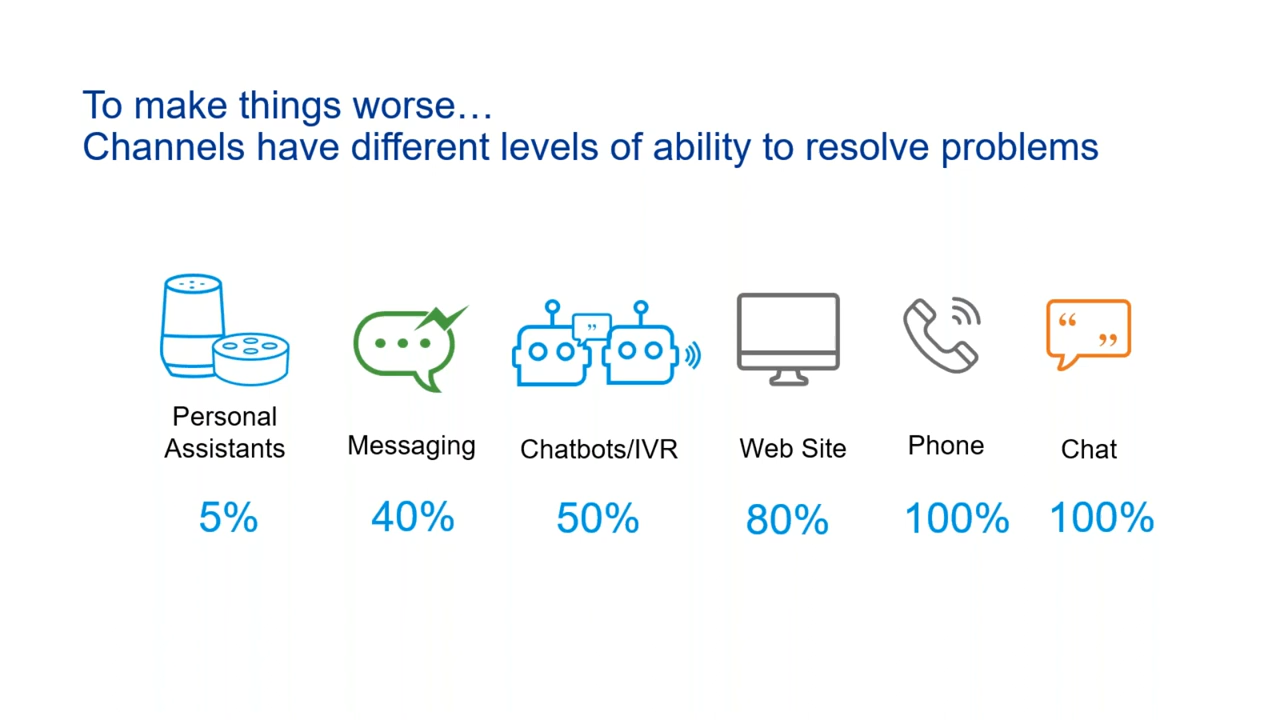 To make things worse…
Channels have different levels of ability to resolve problems
Personal
Assistants
Messaging
Chatbots/IVR
Web Site
Phone
Chat
5%
40%
50%
80%
100%
100%